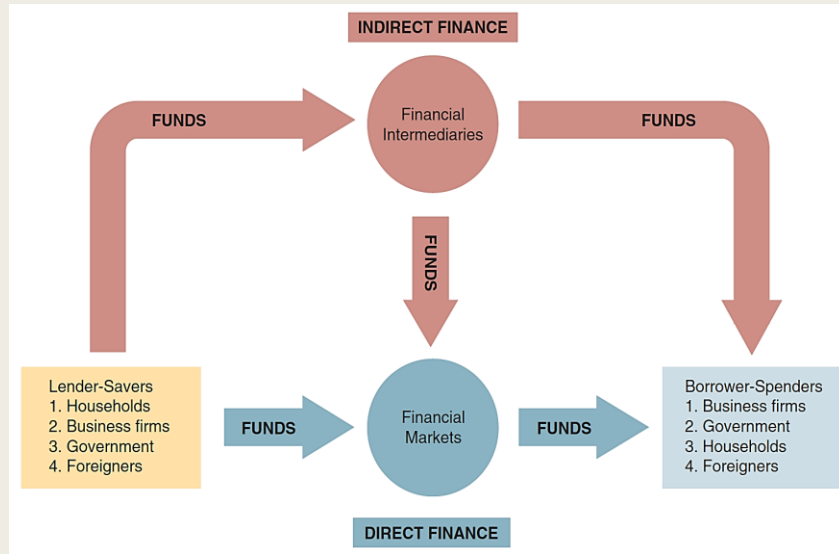 INDIRECT FINANCE
FUNDS
Financial
Intermediaries
FUNDS
FUNDS
Lender-Savers
1. Households
2. Business firms
3. Government
4. Foreigners
FUNDS
Financial
Markets
FUNDS
Borrower-Spenders
1. Business firms
2. Government
3. Households
4. Foreigners
DIRECT FINANCE